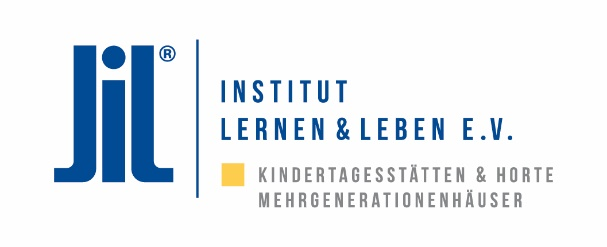 JiL®
INSTITUT
LERNEN & LEBEN E.V.
KINDERTAGESSTÄTTEN & HORTE
MEHRGENERATIONENHÄUSER